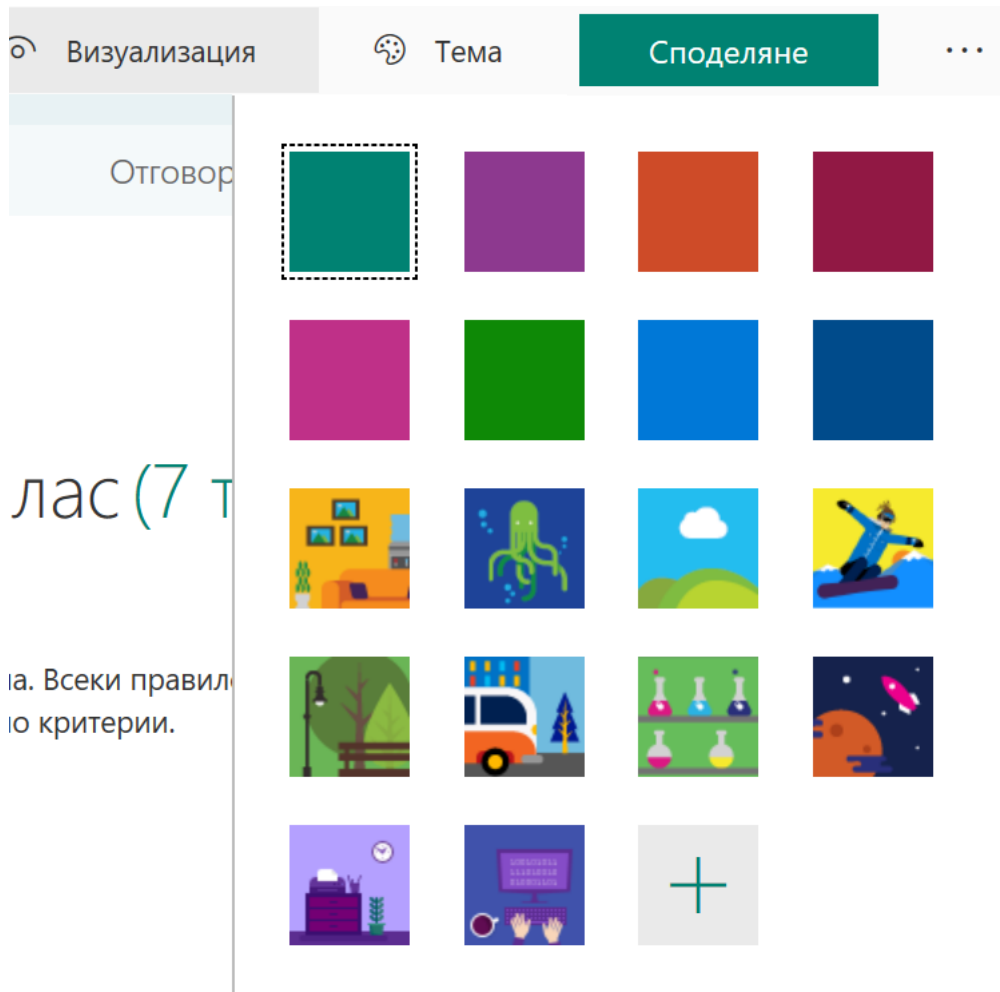 Визуализация Тема Споделяне ...
Отговор
лас (7 т
а. Всеки правил
о критерии.